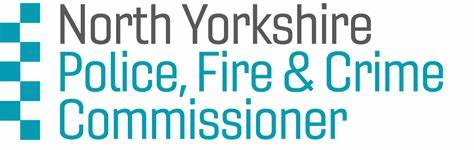 North Yorkshire
Police, Fire & Crime
Commissioner